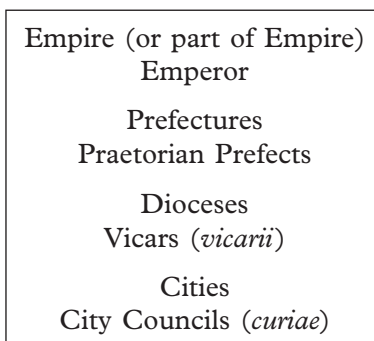 Empire (or part of Empire)
Emperor
Prefectures
Praetorian Prefects
Dioceses
Vicars (vicarii)
Cities
City Councils (curiae)